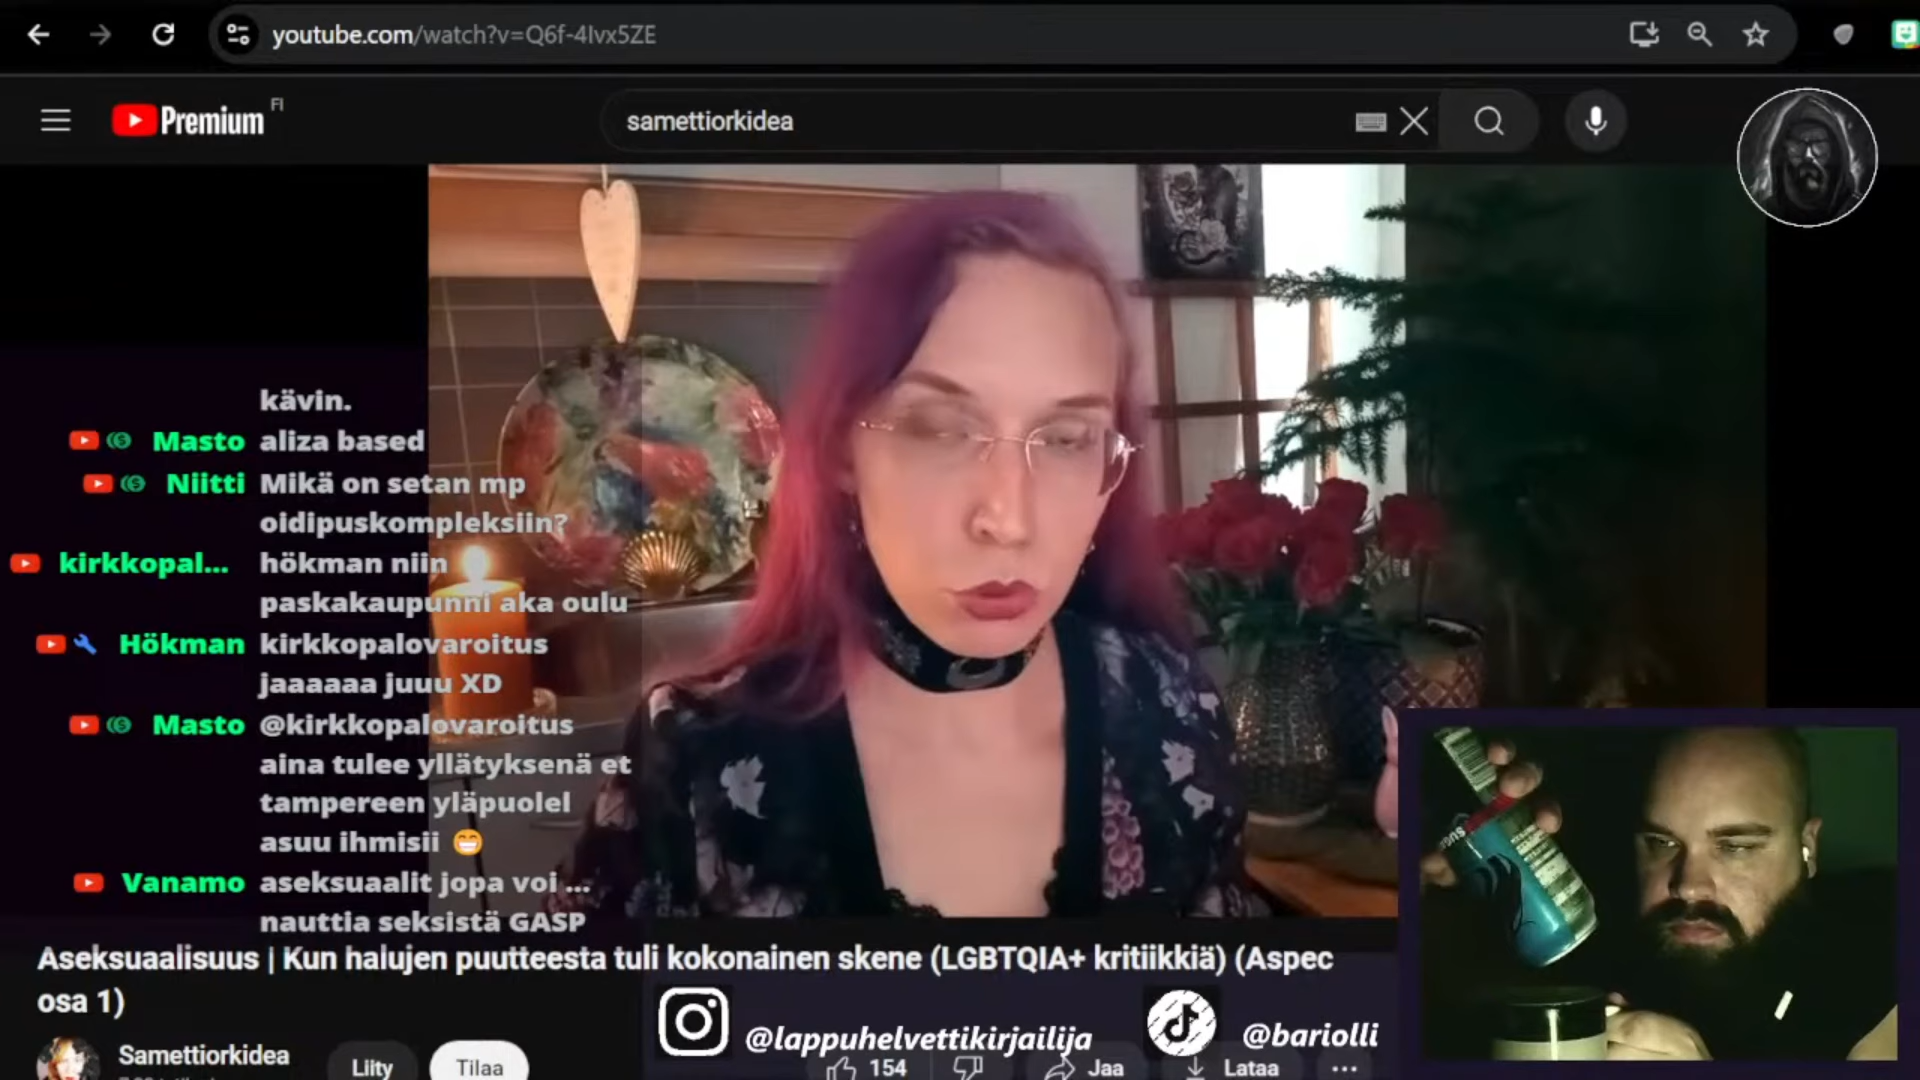 youtube.com/watch?v=Q6f-4lvx5ZE
Premium FI
samettiorkidea
kävin.
Masto aliza based
Niitti Mikä on setan mp
oidipuskompleksiin?
kirkkopal... hökman niin
paskakaupunni aka oulu
Hökman kirkkopalovaroitus
jaaaaaa juuu XD
Masto @kirkkopalovaroitus
aina tulee yllätyksenä et
tampereen yläpuolel
asuu ihmisii 😁
Vanamo aseksuaalit jopa voi ...
nauttia seksistä GASP
Aseksuaalisuus | Kun halujen puutteesta tuli kokonainen skene (LGBTQIA+ kritiikkiä) (Aspec
osa 1)
@lappuhelvettikirjailija
@bariolli
Samettiorkidea
Liity
Tilaa
154
Jaa
Lataa
...